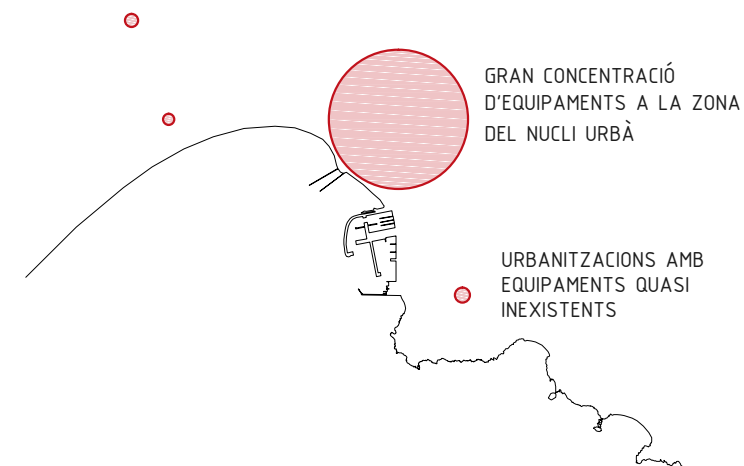 GRAN CONCENTRACIÓ
D'EQUIPAMENTS A LA ZONA
DEL NUCLI URBÀ
URBANITZACIONS AMB
EQUIPAMENTS QUASI
INEXISTENTS